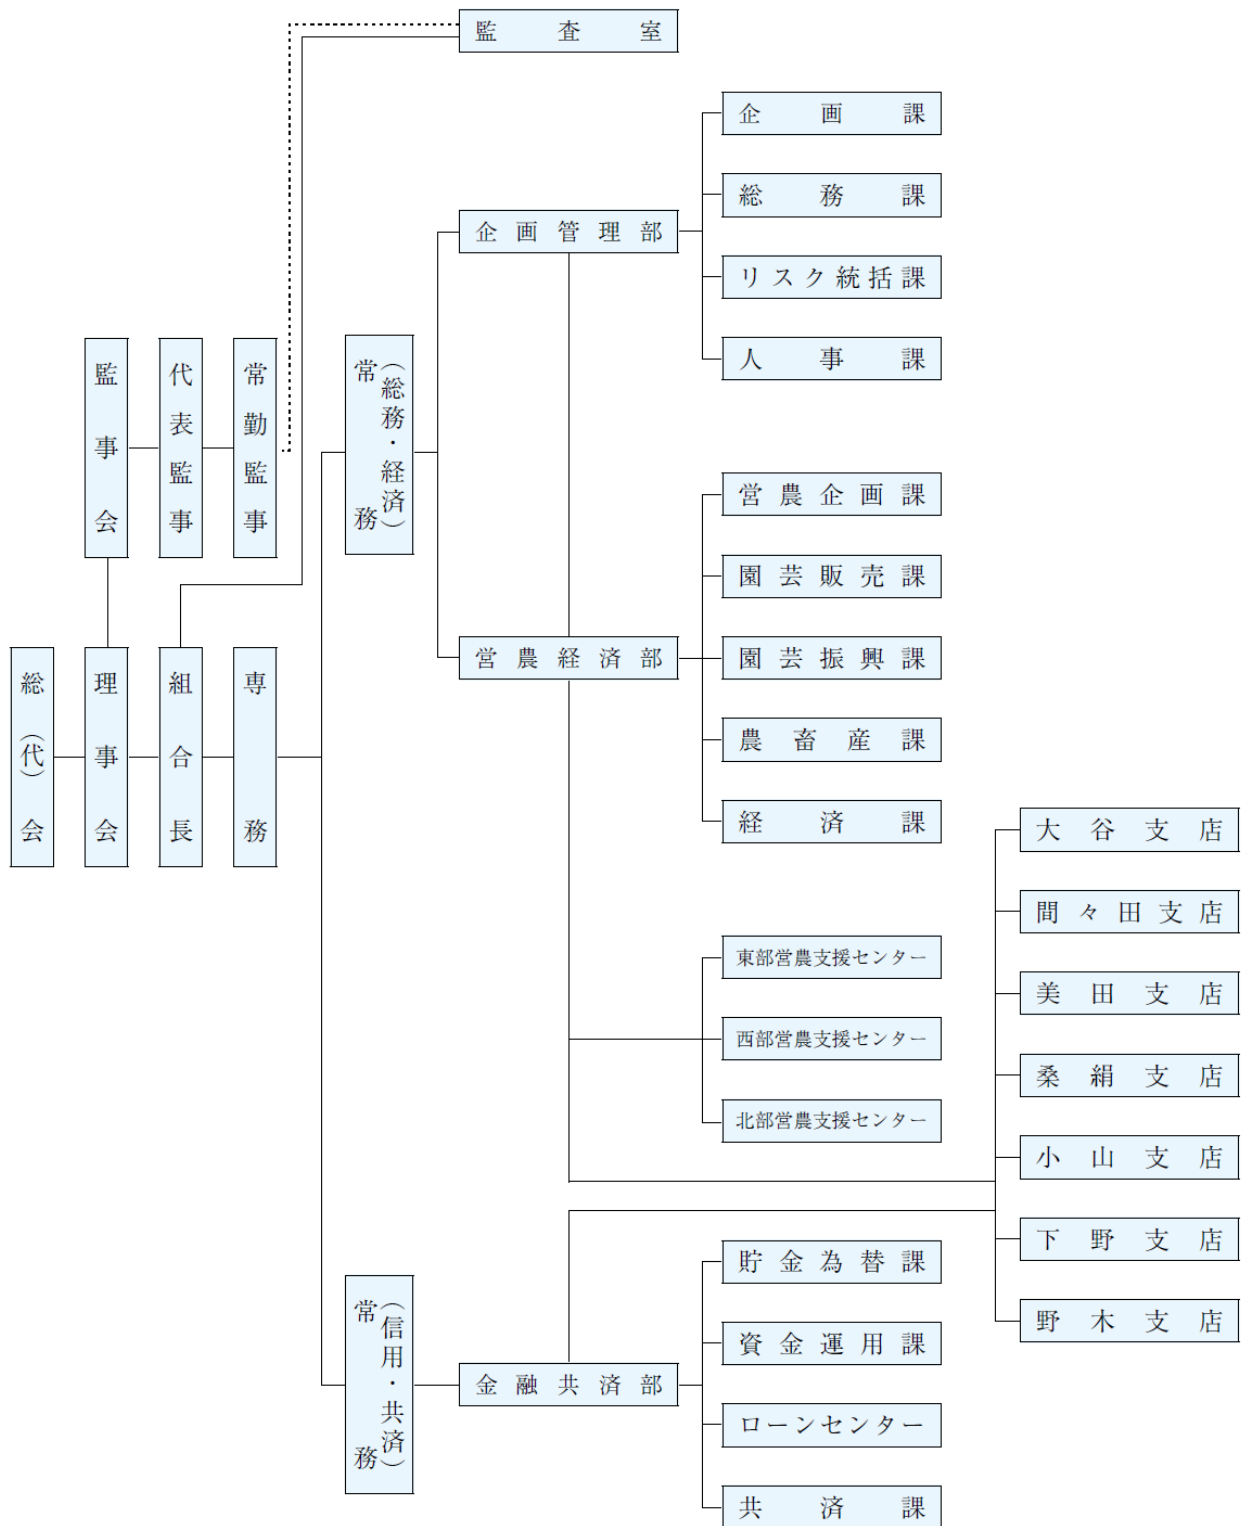 監査室
企画課
総務課
企画管理部
リスク統括課
人事課
監事会
代表監事
常勤監事
常務
（総務・経済）
営農企画課
園芸販売課
営農経済部
園芸振興課
総（代）会
理事会
組合長
専務
農畜産課
経済課
大谷支店
間々田支店
東部営農支援センター
美田支店
西部営農支援センター
桑絹支店
北部営農支援センター
小山支店
下野支店
貯金為替課
野木支店
常務
（信用・共済）
資金運用課
金融共済部
ローンセンター
共済課